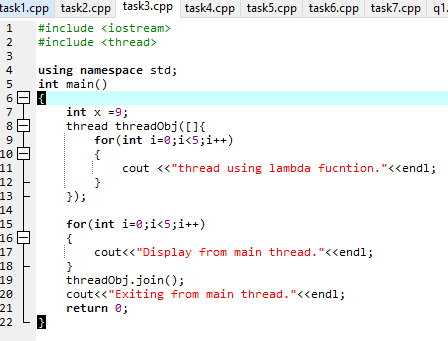 task1.cpp task2.cpp task3.cpp task4.cpp task5.cpp task6.cpp task7.cpp q1.
1 #include <iostream>
2 #include <thread>
3
4 using namespace std;
5 int main()
6 {
7 int x =9;
8 thread threadObj([]{
9 for(int i=0;i<5;i++)
10 {
11 cout <<"thread using lambda fucntion."<<endl;
12 }
13 });
14
15 for(int i=0;i<5;i++)
16 {
17 cout<<"Display from main thread."<<endl;
18 }
19 threadObj.join();
20 cout<<"Exiting from main thread."<<endl;
21 return 0;
22 }